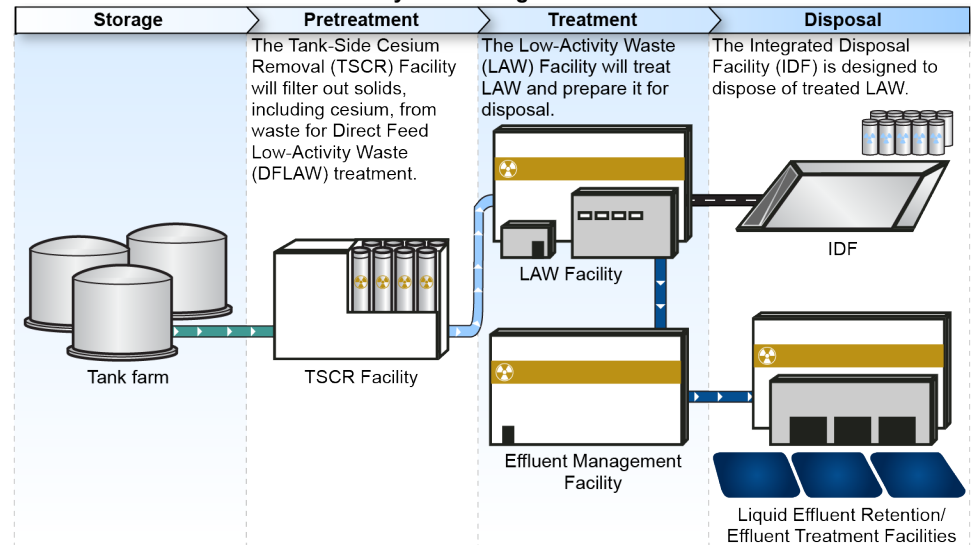 Storage
Pretreatment
Treatment
Disposal
The Tank-Side Cesium
Removal (TSCR) Facility
will filter out solids,
including cesium, from
waste for Direct Feed
Low-Activity Waste
(DFLAW) treatment.
The Low-Activity Waste
(LAW) Facility will treat
LAW and prepare it for
disposal.
The Integrated Disposal
Facility (IDF) is designed to
dispose of treated LAW.
Tank farm
TSCR Facility
LAW Facility
Effluent Management
Facility
IDF
Liquid Effluent Retention/
Effluent Treatment Facilities